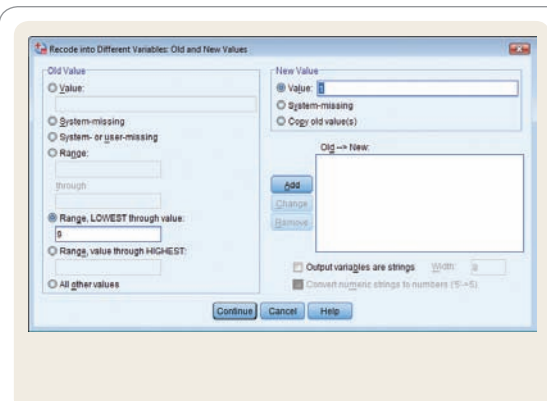 Recode into Different Variables: Old and New Values
Old Value
Value:
System-missing
System- or user-missing
Range:
through
Range, LOWEST through value:
9
Range, value through HIGHEST:
All other values
New Value
Value: 1
System-missing
Copy old value(s)
Old --> New:
Add
Change
Remove
Output variables are strings Width: 8
Convert numeric strings to numbers ('5'->5)
Continue Cancel Help